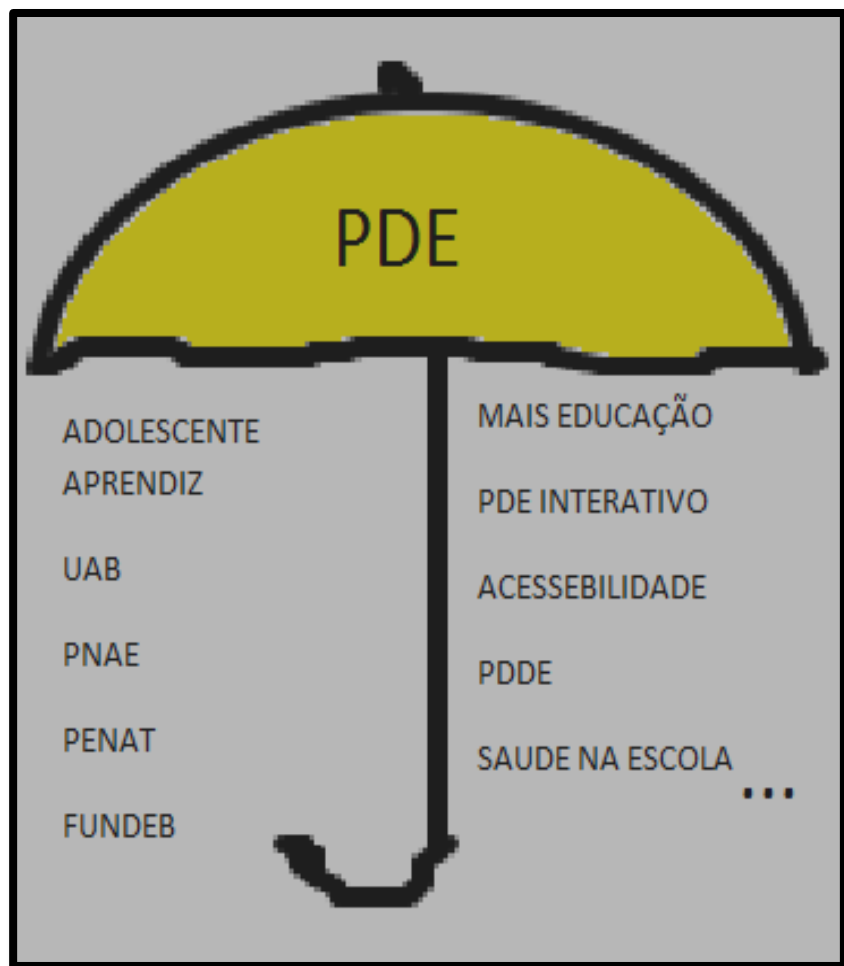 PDE
ADOLESCENTE
APRENDIZ
UAB
PNAE
PENAT
FUNDEB
MAIS EDUCAÇÃO
PDE INTERATIVO
ACESSEBILIDADE
PDDE
SAUDE NA ESCOLA
...